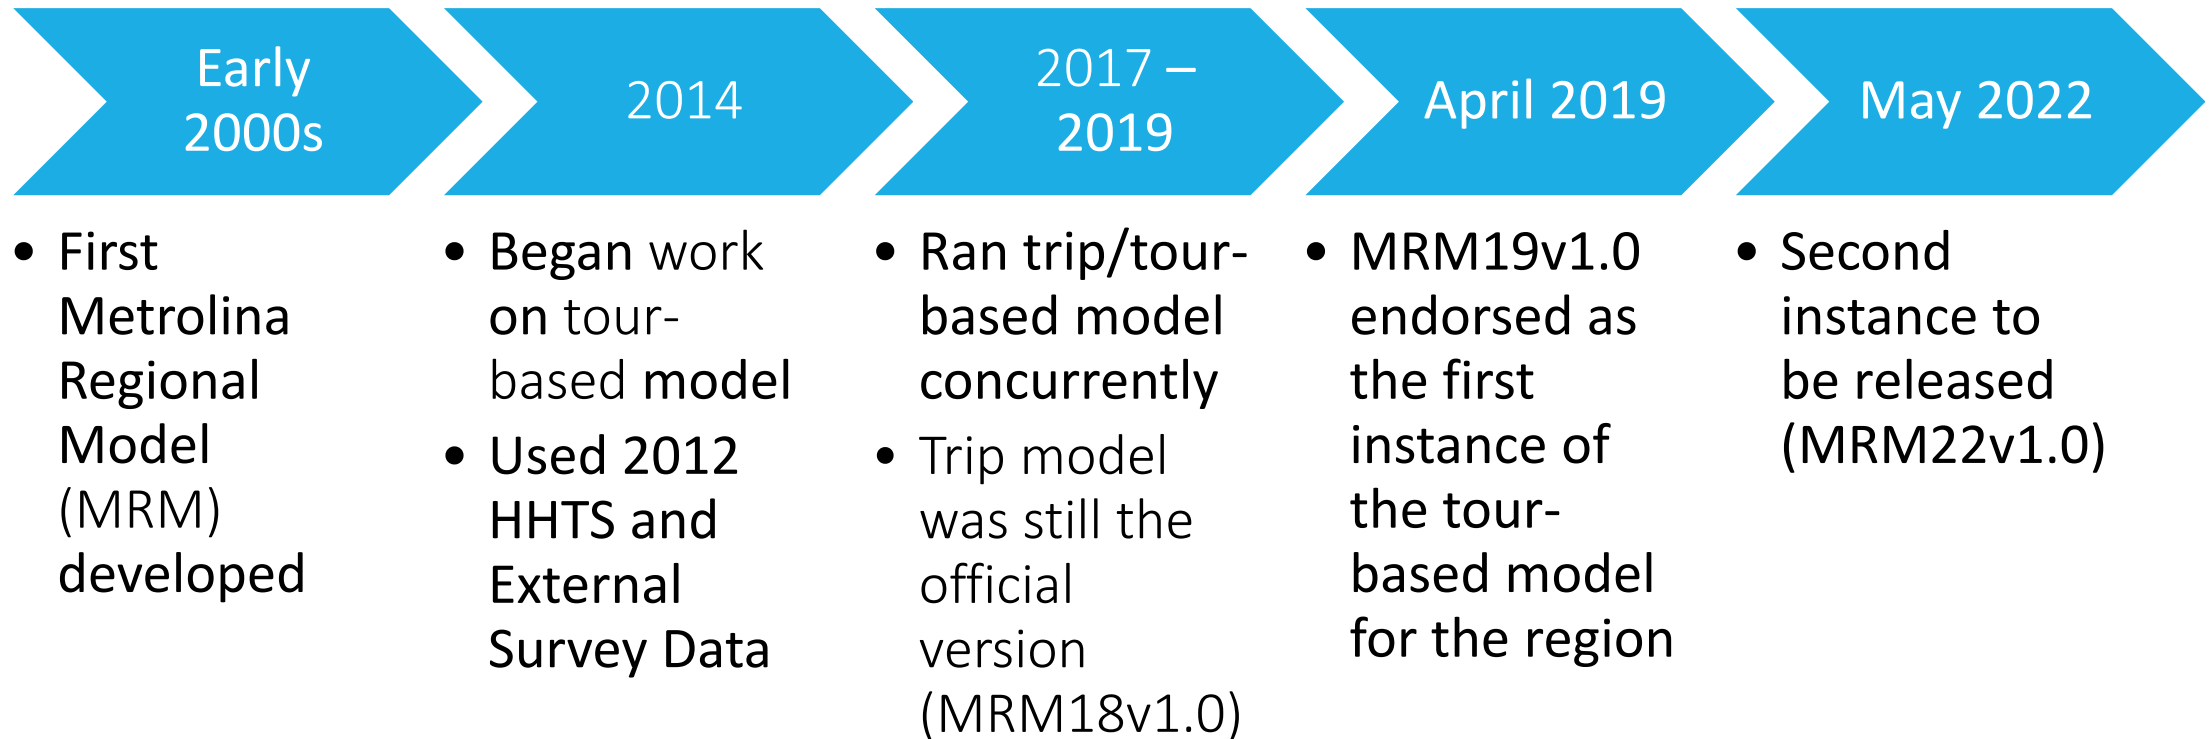 Early
2000s
• First
Metrolina
Regional
Model
(MRM)
developed
2014
• Began work
on tour-
based model
• Used 2012
HHTS and
External
Survey Data
2017 –
2019
• Ran trip/tour-
based model
concurrently
• Trip model
was still the
official
version
(MRM18v1.0)
April 2019
• MRM19v1.0
endorsed as
the first
instance of
the tour-
based model
for the region
May 2022
• Second
instance to
be released
(MRM22v1.0)